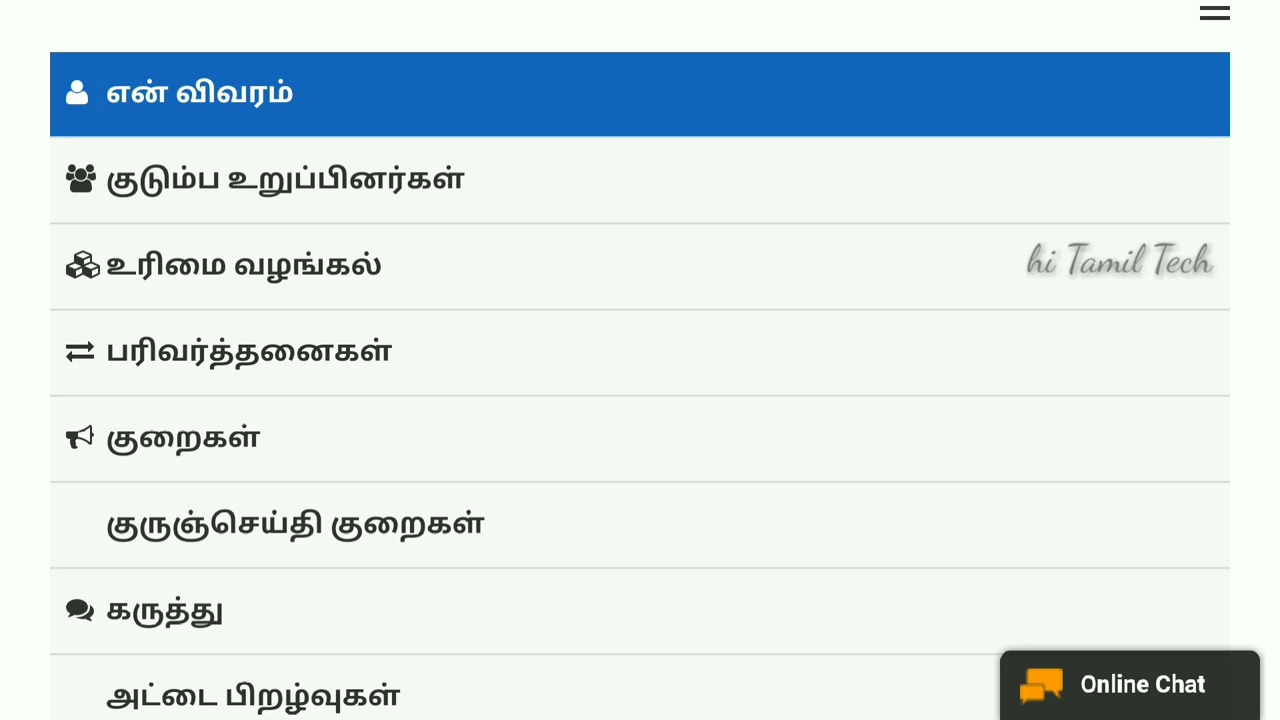 என் விவரம்
குடும்ப உறுப்பினர்கள்
உரிமை வழங்கல்
hi Tamil Tech
பரிவர்த்தனைகள்
குறைகள்
குருஞ்செய்தி குறைகள்
கருத்து
அட்டை பிறழ்வுகள்
Online Chat